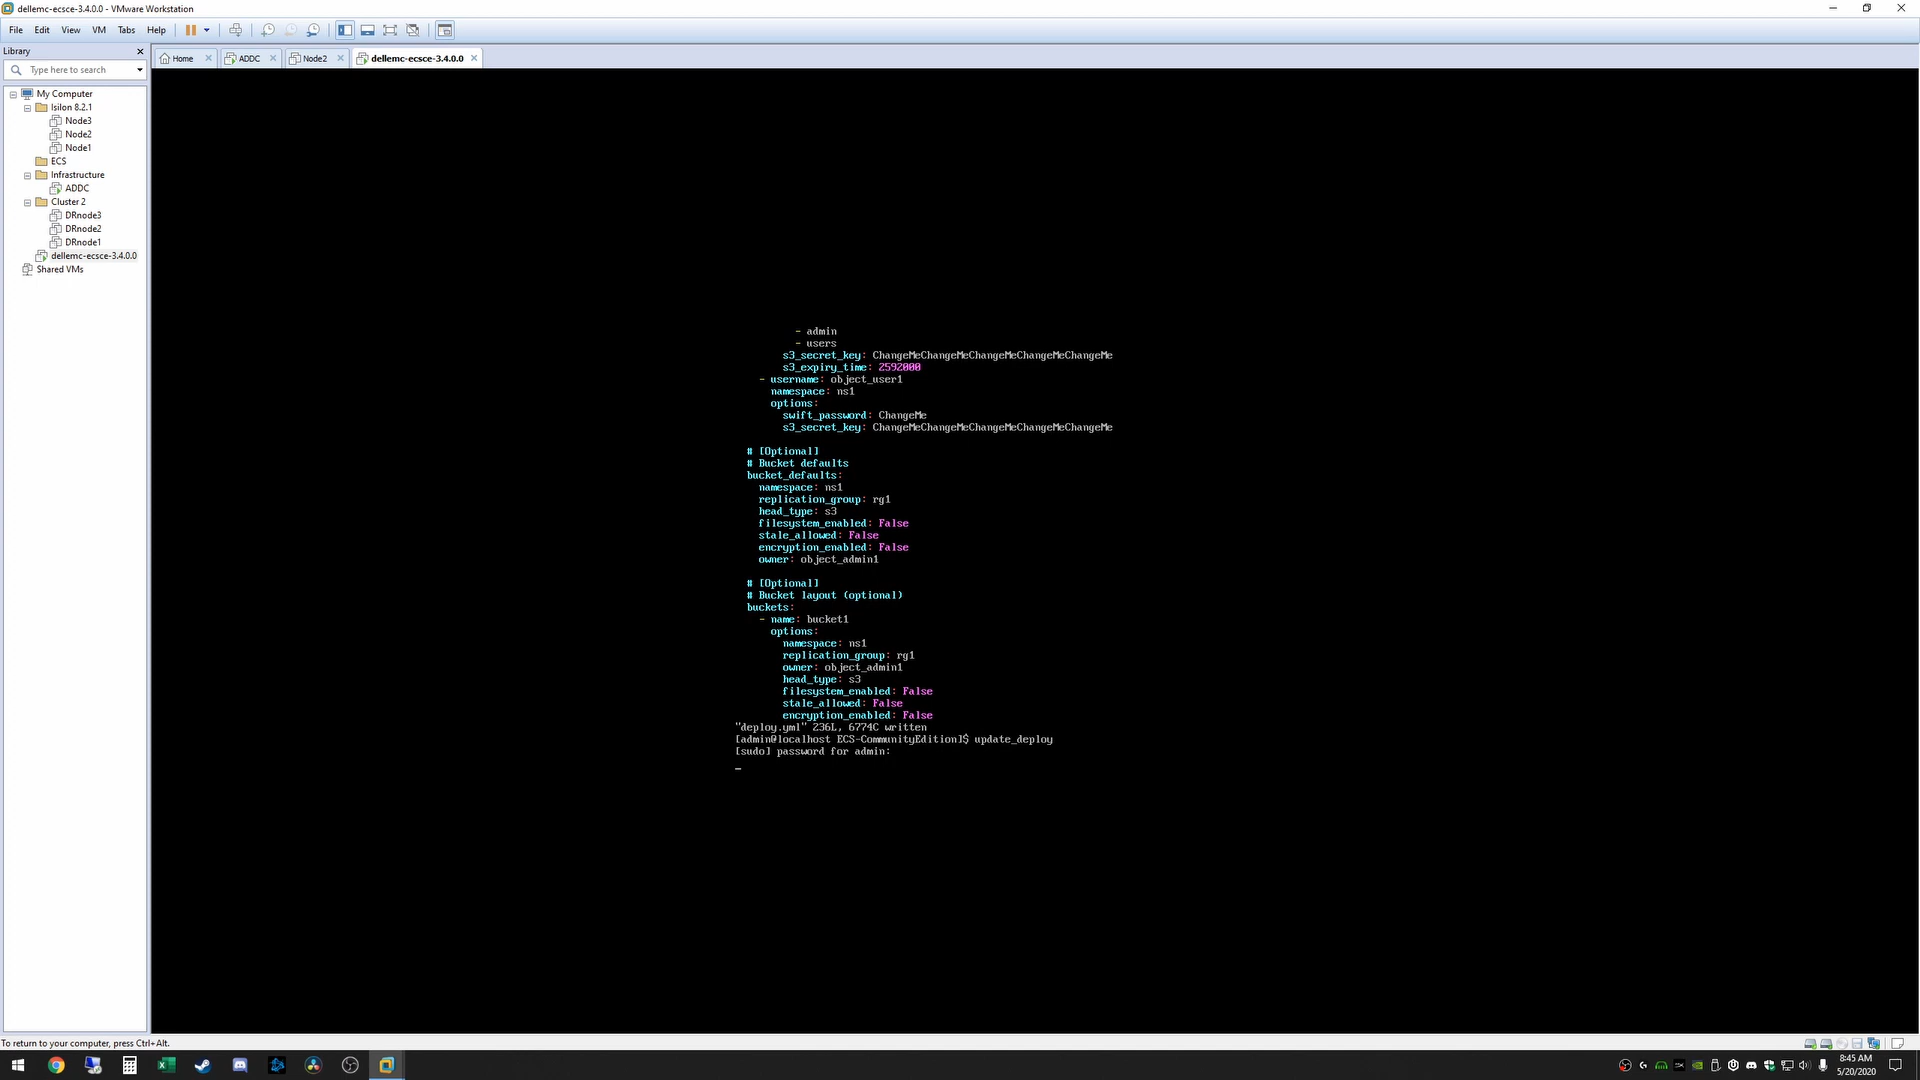 dellemc-ecsce-3.4.0.0 - VMware Workstation
File Edit View VM Tabs Help
Library
Type here to search
Home ADDC Node2 dellemc-ecsce-3.4.0.0
My Computer
Isilon 8.2.1
Node3
Node2
Node1
ECS
Infrastructure
ADDC
Cluster 2
DRnode3
DRnode2
DRnode1
dellemc-ecsce-3.4.0.0
Shared VMs
- admin
- users
s3_secret_key: ChangeMeChangeMeChangeMeChangeMeChangeMe
s3_expiry_time: 2592000
- username: object_user1
namespace: ns1
options:
swift_password: ChangeMe
s3_secret_key: ChangeMeChangeMeChangeMeChangeMeChangeMe
# [Optional]
# Bucket defaults
bucket_defaults:
namespace: ns1
replication_group: rg1
head_type: s3
filesystem_enabled: False
stale_allowed: False
encryption_enabled: False
owner: object_admin1
# [Optional]
# Bucket layout (optional)
buckets:
- name: bucket1
options:
namespace: ns1
replication_group: rg1
owner: object_admin1
head_type: s3
filesystem_enabled: False
stale_allowed: False
encryption_enabled: False
"deploy.yml" 236L, 6774C written
[admin@localhost ECS-CommunityEdition]$ update_deploy
[sudo] password for admin:
To return to your computer, press Ctrl+Alt.
8:45 AM
5/20/2020